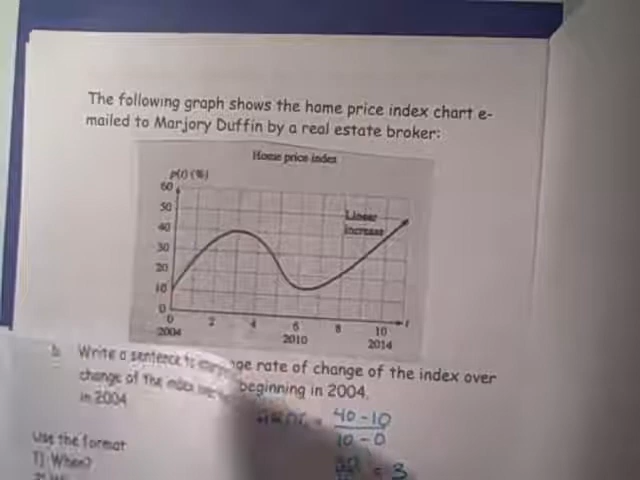 The following graph shows the home price index chart e-
mailed to Marjory Duffin by a real estate broker:
Home price index
p(t) (%)
60
50
40
30
20
10
0
Linear
increase
0 2 4 6 8 10 t
2004 2010 2014
b. Write a sentence to age rate of change of the index over
change of the index beginning in 2004.
in 2004
= 40-10
10-0
Use the format
= 3
1) When?